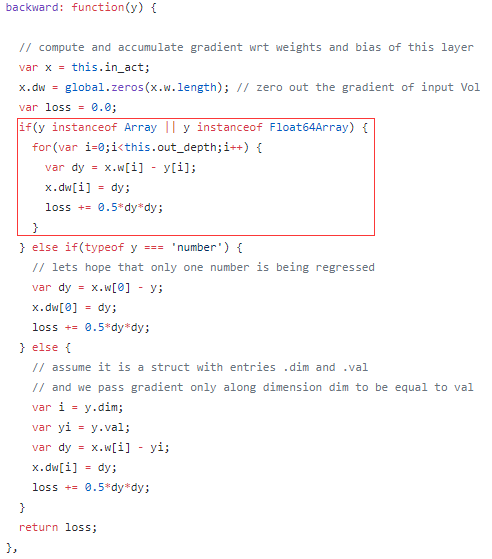 backward: function(y) {
// compute and accumulate gradient wrt weights and bias of this layer
var x = this.in_act;
x.dw = global.zeros(x.w.length); // zero out the gradient of input Vol
var loss = 0.0;
if(y instanceof Array || y instanceof Float64Array) {
for(var i=0;i<this.out_depth;i++) {
var dy = x.w[i] - y[i];
x.dw[i] = dy;
loss += 0.5*dy*dy;
}
} else if(typeof y === 'number') {
// lets hope that only one number is being regressed
var dy = x.w[0] - y;
x.dw[0] = dy;
loss += 0.5*dy*dy;
} else {
// assume it is a struct with entries .dim and .val
// and we pass gradient only along dimension dim to be equal to val
var i = y.dim;
var yi = y.val;
var dy = x.w[i] - yi;
x.dw[i] = dy;
loss += 0.5*dy*dy;
}
return loss;
},